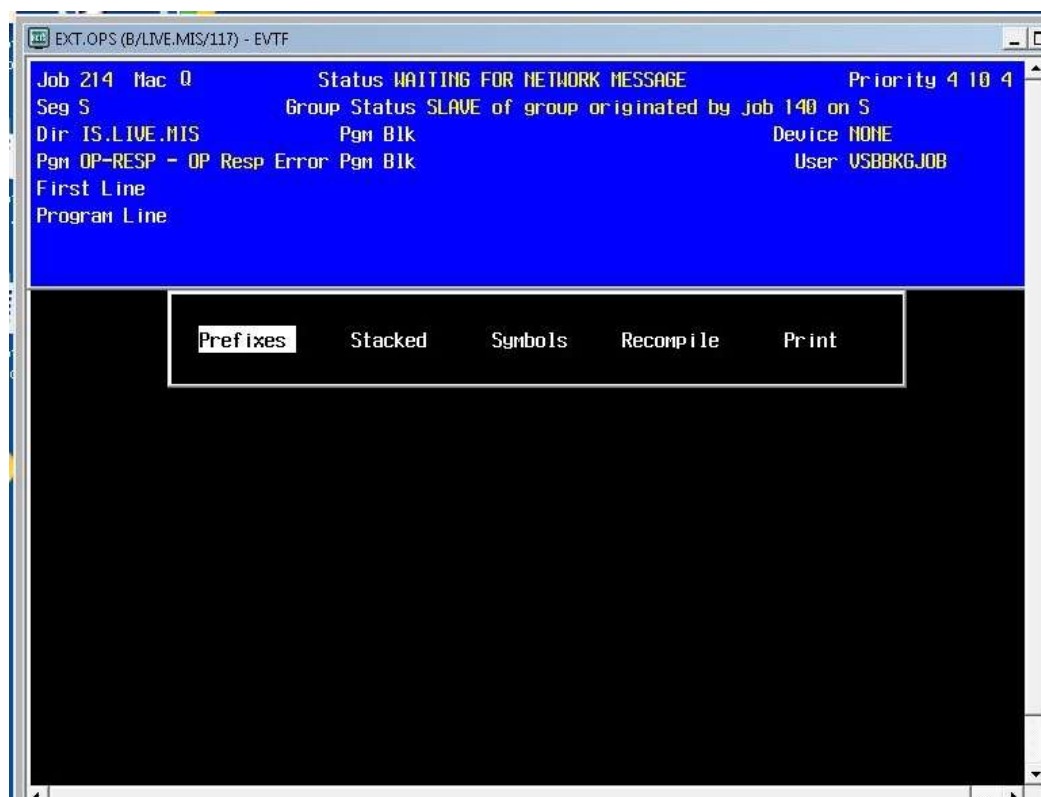 EXT.OPS (B/LIVE.MIS/117) - EVTF
Job 214 Mac Q Status WAITING FOR NETWORK MESSAGE Priority 4 10 4
Seg S Group Status SLAVE of group originated by job 140 on S
Dir IS.LIVE.MIS Pgm Blk Device NONE
Pgm OP-RESP - OP Resp Error Pgm Blk User VSBBKGJOB
First Line
Program Line
Prefixes Stacked Symbols Recompile Print